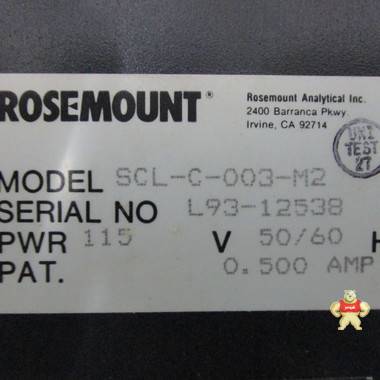 ROSEMOUNT®
Rosemount Analytical Inc.
2400 Barranca Pkwy.
Irvine, CA 92714
UNI
TEST
27
MODEL SCL-C-003-M2
SERIAL NO L93-12538
PWR 115 V 50/60 H
PAT. 0.500 AMP